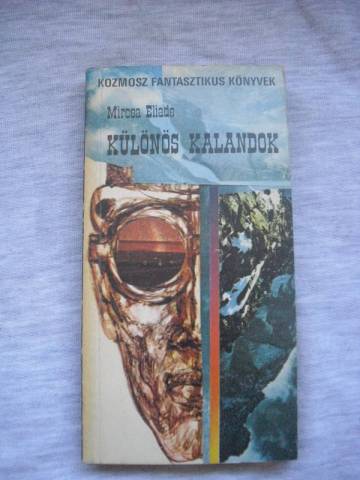 KOZMOSZ FANTASZTIKUS KÖNYVEK
Mircea Eliade
KÜLÖNÖS KALANDOK